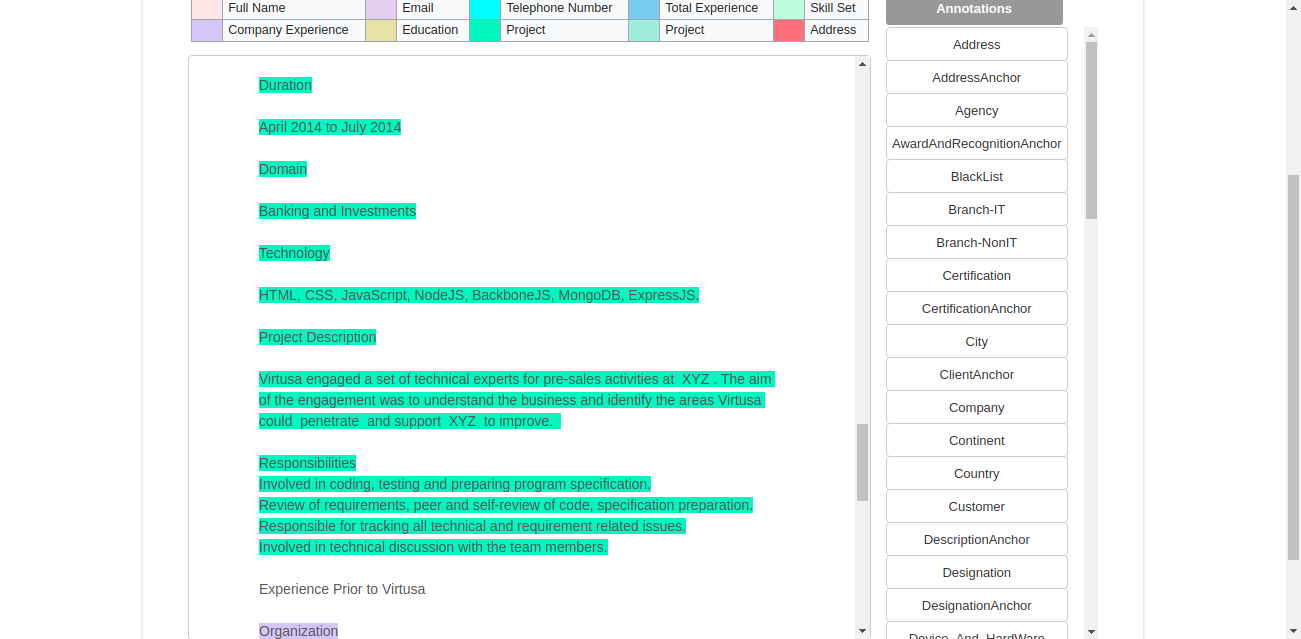 Full Name Email Telephone Number Total Experience Skill Set
Company Experience Education Project Project Address
Duration
April 2014 to July 2014
Domain
Banking and Investments
Technology
HTML, CSS, JavaScript, NodeJS, BackboneJS, MongoDB, ExpressJS.
Project Description
Virtusa engaged a set of technical experts for pre-sales activities at  XYZ . The aim
of the engagement was to understand the business and identify the areas Virtusa
could  penetrate  and support  XYZ  to improve.
Responsibilities
Involved in coding, testing and preparing program specification.
Review of requirements, peer and self-review of code, specification preparation.
Responsible for tracking all technical and requirement related issues.
Involved in technical discussion with the team members.
Experience Prior to Virtusa
Organization
Annotations
Address
AddressAnchor
Agency
AwardAndRecognitionAnchor
BlackList
Branch-IT
Branch-NonIT
Certification
CertificationAnchor
City
ClientAnchor
Company
Continent
Country
Customer
DescriptionAnchor
Designation
DesignationAnchor
Device_And_HardWare